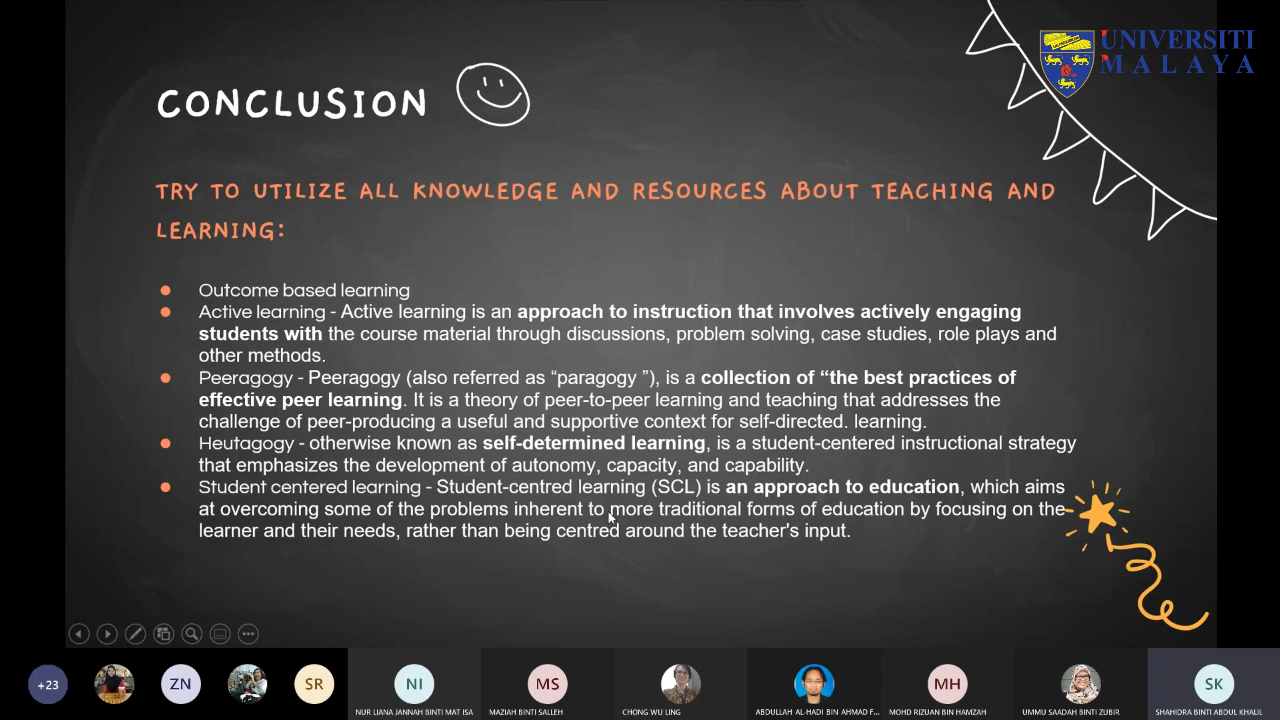 UNIVERSITI
MALAYA
CONCLUSION
TRY TO UTILIZE ALL KNOWLEDGE AND RESOURCES ABOUT TEACHING AND
LEARNING:
Outcome based learning
Active learning - Active learning is an approach to instruction that involves actively engaging
students with the course material through discussions, problem solving, case studies, role plays and
other methods.
Peeragogy - Peeragogy (also referred as “paragogy ”), is a collection of “the best practices of
effective peer learning. It is a theory of peer-to-peer learning and teaching that addresses the
challenge of peer-producing a useful and supportive context for self-directed. learning.
Heutagogy - otherwise known as self-determined learning, is a student-centered instructional strategy
that emphasizes the development of autonomy, capacity, and capability.
Student centered learning - Student-centred learning (SCL) is an approach to education, which aims
at overcoming some of the problems inherent to more traditional forms of education by focusing on the
learner and their needs, rather than being centred around the teacher's input.
+23
ZN
SR
NI
MS
MH
SK
NUR LIANA JANNAH BINTI MAT ISA
MAZIAH BINTI SALLEH
CHONG WU LING
ABDULLAH AL-HADI BIN AHMAD F...
MOHD RIZUAN BIN HAMZAH
UMMU SAADAH BINTI ZUBIR
SHAHIDRA BINTI ABDUL KHALIL